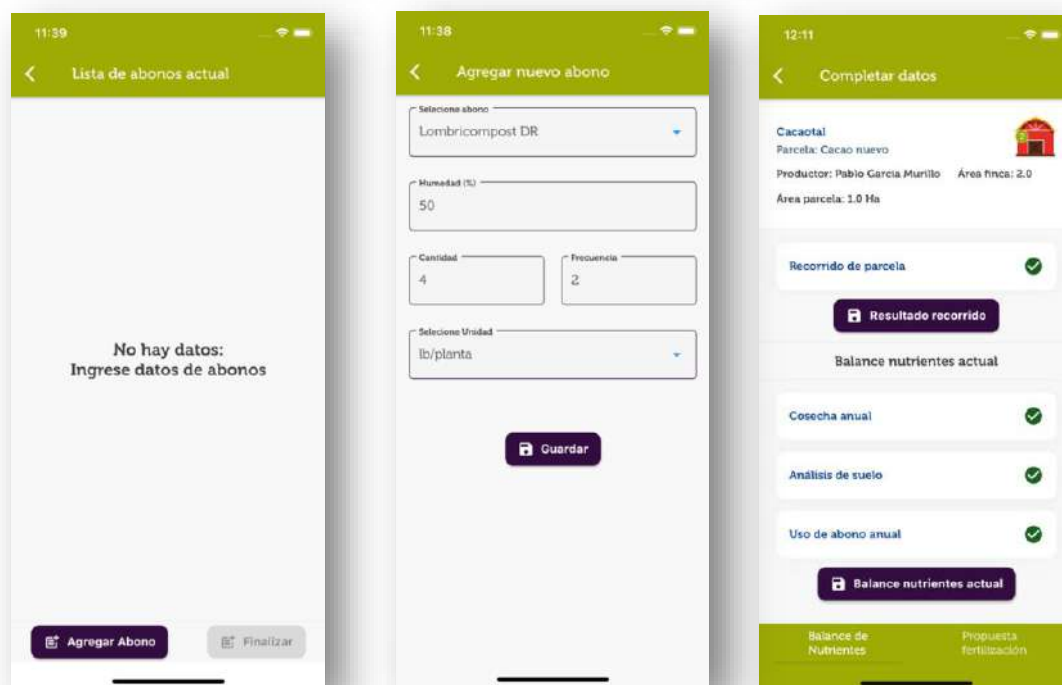 11:39
Lista de abonos actual
No hay datos:
Ingrese datos de abonos
Agregar Abono
Finalizar
11:38
Agregar nuevo abono
Selecione abono
Lombricompost DR
Humedad (%)
50
Cantidad
4
Frecuencia
2
Selecione Unidad
lb/planta
Guardar
12:11
Completar datos
Cacaotal
Parcela: Cacao nuevo
Productor: Pablo Garcia Murillo Área finca: 2.0
Área parcela: 1.0 Ha
Recorrido de parcela
Resultado recorrido
Balance nutrientes actual
Cosecha anual
Análisis de suelo
Uso de abono anual
Balance nutrientes actual
Balance de
Nutrientes
Propuesta
fertilización